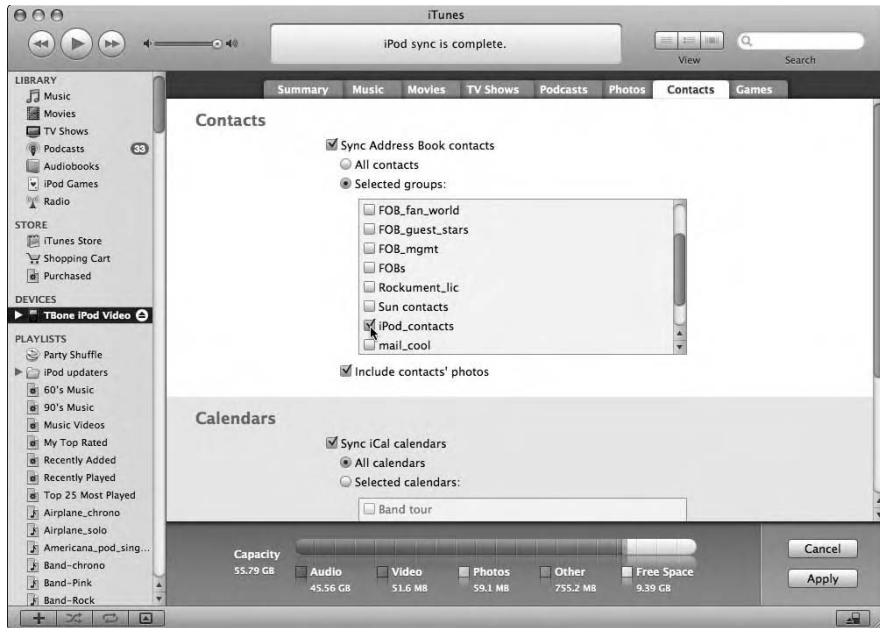 iTunes
iPod sync is complete.
View
Search
LIBRARY
Music
Movies
TV Shows
Podcasts 33
Audiobooks
iPod Games
Radio
STORE
iTunes Store
Shopping Cart
Purchased
DEVICES
TBone iPod Video
PLAYLISTS
Party Shuffle
iPod updaters
60's Music
90's Music
Music Videos
My Top Rated
Recently Added
Recently Played
Top 25 Most Played
Airplane_chrono
Airplane_solo
Americana_pod_sing...
Band-chrono
Band-Pink
Band-Rock
Summary Music Movies TV Shows Podcasts Photos Contacts Games
Contacts
Sync Address Book contacts
All contacts
Selected groups:
FOB_fan_world
FOB_guest_stars
FOB_mgmt
FOBs
Rockument_lic
Sun contacts
iPod_contacts
mail_cool
Include contacts' photos
Calendars
Sync iCal calendars
All calendars
Selected calendars:
Band tour
Capacity
55.79 GB
Audio
45.56 GB
Video
51.6 MB
Photos
59.1 MB
Other
755.2 MB
Free Space
9.39 GB
Cancel
Apply